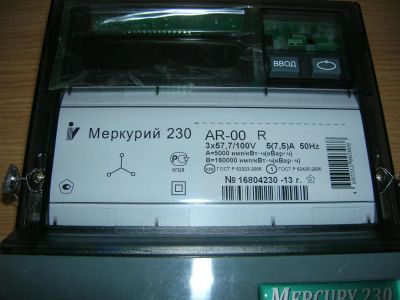 ВВОД
Меркурий 230 AR-00 R
3x57,7/100V 5(7,5)A 50Hz
A=5000 имп/кВт·ч(кВар·ч)
B=160000 имп/кВт·ч(кВар·ч)
ГОСТ Р 52323-2005 1 ГОСТ Р 52425-2005
№ 16804230 -13 г.
MERCURY 230